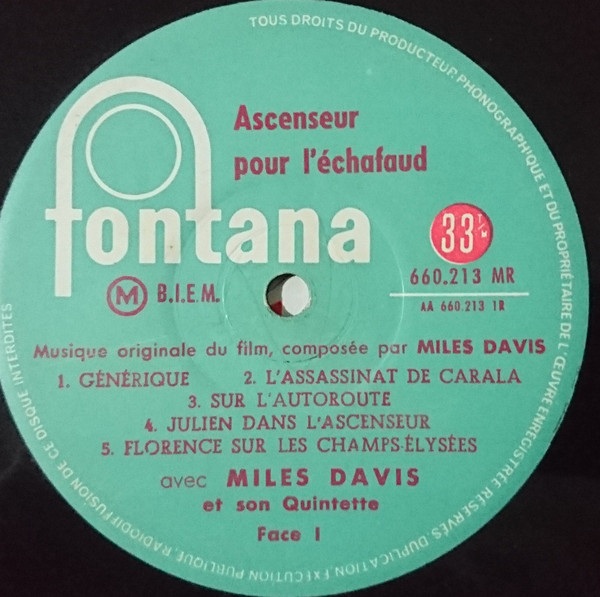 TOUS DROITS DU PRODUCTEUR PHONOGRAPHIQUE ET DU PROPRIÉTAIRE DE L'ŒUVRE ENREGISTRÉE RÉSERVÉS. DUPLICATION, EXÉCUTION PUBLIQUE, RADIODIFFUSION DE CE DISQUE INTERDITES
Ascenseur
pour l'échafaud
fontana
33 T/M
M B.I.E.M.
660.213 MR
AA 660.213 1R
Musique originale du film, composée par MILES DAVIS
1. GÉNÉRIQUE 2. L'ASSASSINAT DE CARALA
3. SUR L'AUTOROUTE
4. JULIEN DANS L'ASCENSEUR
5. FLORENCE SUR LES CHAMPS-ÉLYSÉES
avec MILES DAVIS
et son Quintette
Face 1